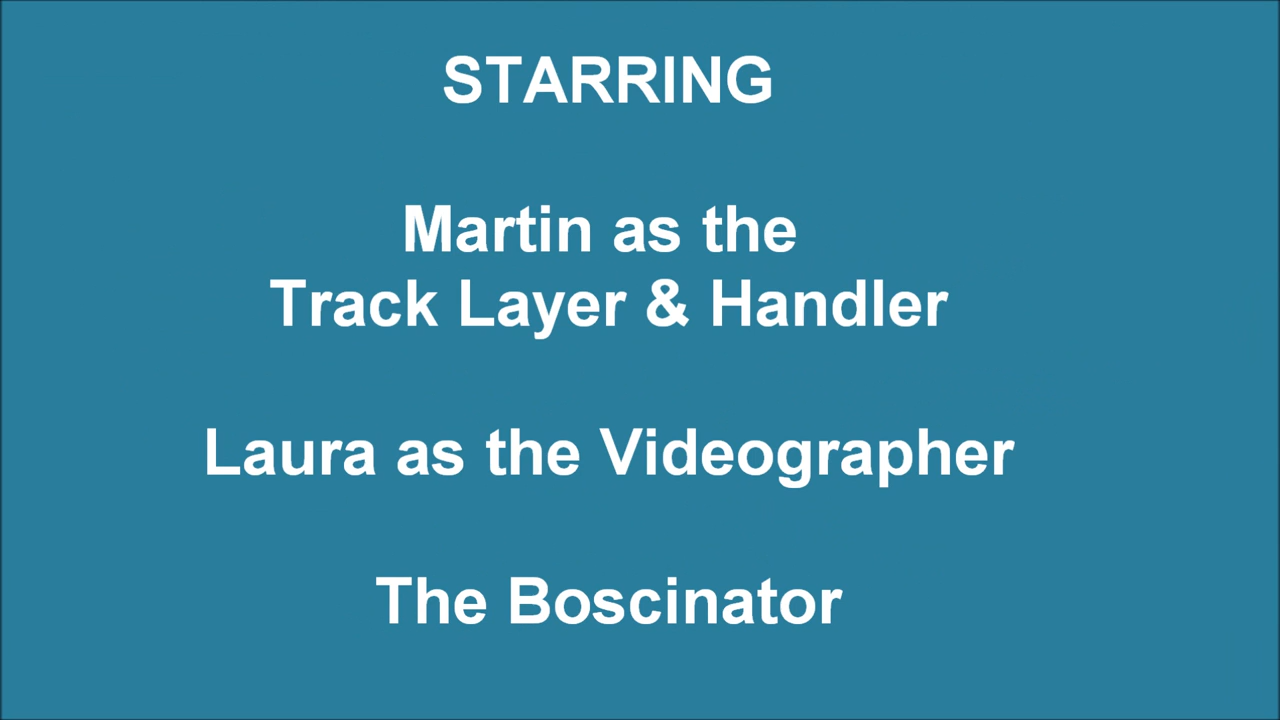 STARRING
Martin as the
Track Layer & Handler
Laura as the Videographer
The Boscinator